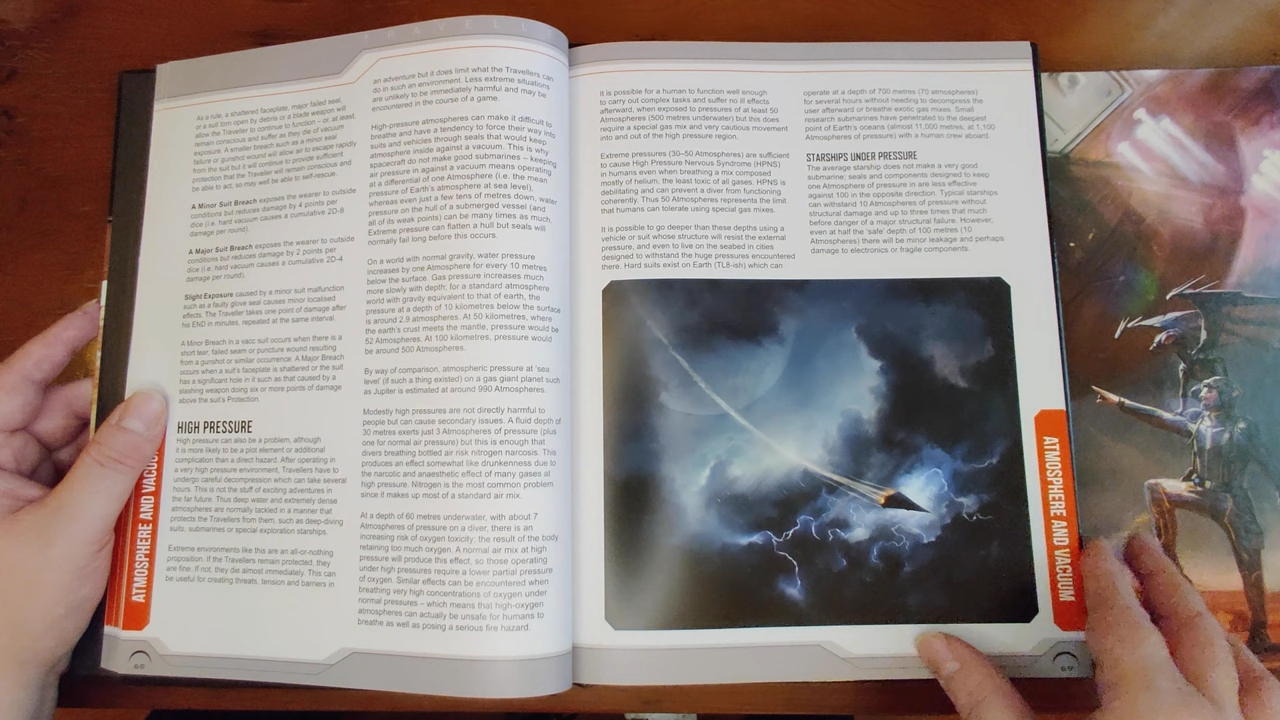 TRAVELL
As a rule, a shattered faceplate, major failed seal,
or a suit torn open by debris or a blade weapon will
allow the Traveller to continue to function – or, at least,
remain conscious and suffer as they die of vacuum
exposure. A smaller breach such as a minor seal
failure or gunshot wound will allow air to escape rapidly
from the suit but it will continue to provide sufficient
protection that the Traveller will remain conscious and
be able to act, so may well be able to self-rescue.
A Minor Suit Breach exposes the wearer to outside
conditions but reduces damage by 4 points per
dice (i.e. hard vacuum causes a cumulative 2D-8
damage per round).
A Major Suit Breach exposes the wearer to outside
conditions but reduces damage by 2 points per
dice (i.e. hard vacuum causes a cumulative 2D-4
damage per round).
Slight Exposure caused by a minor suit malfunction
such as a faulty glove seal causes minor localised
effects. The Traveller takes one point of damage after
his END in minutes, repeated at the same interval.
A Minor Breach in a vacc suit occurs when there is a
short tear, failed seam or puncture wound resulting
from a gunshot or similar occurrence. A Major Breach
occurs when a suit's faceplate is shattered or the suit
has a significant hole in it such as that caused by a
slashing weapon doing six or more points of damage
above the suit's Protection.
HIGH PRESSURE
High pressure can also be a problem, although
it is more likely to be a plot element or additional
complication than a direct hazard. After operating in
a very high pressure environment, Travellers have to
undergo careful decompression which can take several
hours. This is not the stuff of exciting adventures in
the far future. Thus deep water and extremely dense
atmospheres are normally tackled in a manner that
protects the Travellers from them, such as deep-diving
suits, submarines or special exploration starships.
Extreme environments like this are an all-or-nothing
proposition. If the Travellers remain protected, they
are fine. If not, they die almost immediately. This can
be useful for creating threats, tension and barriers in
an adventure but it does limit what the Travellers can
do in such an environment. Less extreme situations
are unlikely to be immediately harmful and may be
encountered in the course of a game.
High-pressure atmospheres can make it difficult to
breathe and have a tendency to force their way into
suits and vehicles through seals that would keep
atmosphere inside against a vacuum. This is why
spacecraft do not make good submarines – keeping
air pressure in against a vacuum means operating
at a differential of one Atmosphere (i.e. the mean
pressure of Earth's atmosphere at sea level),
whereas even just a few tens of metres down, water
pressure on the hull of a submerged vessel (and
all of its weak points) can be many times as much.
Extreme pressure can flatten a hull but seals will
normally fail long before this occurs.
On a world with normal gravity, water pressure
increases by one Atmosphere for every 10 metres
below the surface. Gas pressure increases much
more slowly with depth; for a standard atmosphere
world with gravity equivalent to that of earth, the
pressure at a depth of 10 kilometres below the surface
is around 2.9 atmospheres. At 50 kilometres, where
the earth's crust meets the mantle, pressure would be
52 Atmospheres. At 100 kilometres, pressure would
be around 500 Atmospheres.
By way of comparison, atmospheric pressure at 'sea
level' (if such a thing existed) on a gas giant planet such
as Jupiter is estimated at around 990 Atmospheres.
Modestly high pressures are not directly harmful to
people but can cause secondary issues. A fluid depth of
30 metres exerts just 3 Atmospheres of pressure (plus
one for normal air pressure) but this is enough that
divers breathing bottled air risk nitrogen narcosis. This
produces an effect somewhat like drunkenness due to
the narcotic and anaesthetic effect of many gases at
high pressure. Nitrogen is the most common problem
since it makes up most of a standard air mix.
At a depth of 60 metres underwater, with about 7
Atmospheres of pressure on a diver, there is an
increasing risk of oxygen toxicity: the result of the body
retaining too much oxygen. A normal air mix at high
pressure will produce this effect, so those operating
under high pressures require a lower partial pressure
of oxygen. Similar effects can be encountered when
breathing very high concentrations of oxygen under
normal pressures – which means that high-oxygen
atmospheres can actually be unsafe for humans to
breathe as well as posing a serious fire hazard.
ATMOSPHERE AND VACUU
68
It is possible for a human to function well enough
to carry out complex tasks and suffer no ill effects
afterward, when exposed to pressures of at least 50
Atmospheres (500 metres underwater) but this does
require a special gas mix and very cautious movement
into and out of the high pressure region.
Extreme pressures (30–50 Atmospheres) are sufficient
to cause High Pressure Nervous Syndrome (HPNS)
in humans even when breathing a mix composed
mostly of helium, the least toxic of all gases. HPNS is
debilitating and can prevent a diver from functioning
coherently. Thus 50 Atmospheres represents the limit
that humans can tolerate using special gas mixes.
It is possible to go deeper than these depths using a
vehicle or suit whose structure will resist the external
pressure, and even to live on the seabed in cities
designed to withstand the huge pressures encountered
there. Hard suits exist on Earth (TL8-ish) which can
operate at a depth of 700 metres (70 atmospheres)
for several hours without needing to decompress the
user afterward or breathe exotic gas mixes. Small
research submarines have penetrated to the deepest
point of Earth's oceans (almost 11,000 metres, at 1,100
Atmospheres of pressure) with a human crew aboard.
STARSHIPS UNDER PRESSURE
The average starship does not make a very good
submarine; seals and components designed to keep
one Atmosphere of pressure in are less effective
against 100 in the opposite direction. Typical starships
can withstand 10 Atmospheres of pressure without
structural damage and up to three times that much
before danger of a major structural failure. However,
even at half the 'safe' depth of 100 metres (10
Atmospheres) there will be minor leakage and perhaps
damage to electronics or fragile components.
ATMOSPHERE AND VACUUM
69